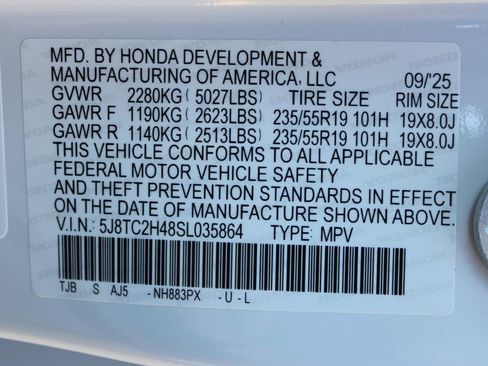 MFD. BY HONDA DEVELOPMENT &
MANUFACTURING OF AMERICA, LLC 09/'25
GVWR 2280KG (5027LBS) TIRE SIZE RIM SIZE
GAWR F 1190KG (2623LBS) 235/55R19 101H 19X8.0J
GAWR R 1140KG (2513LBS) 235/55R19 101H 19X8.0J
THIS VEHICLE CONFORMS TO ALL APPLICABLE
FEDERAL MOTOR VEHICLE SAFETY
AND THEFT PREVENTION STANDARDS IN EFFECT
ON THE DATE OF MANUFACTURE SHOWN ABOVE.
V.I.N.: 5J8TC2H48SL035864 TYPE: MPV
TJB S AJ5 -NH883PX -U-L